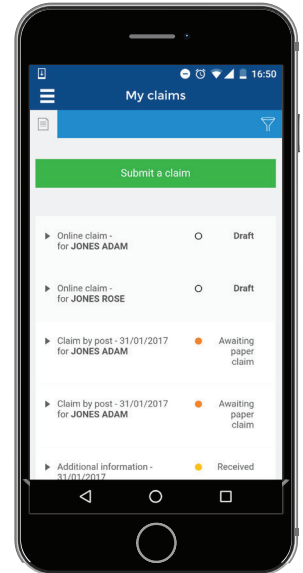 16:50
My claims
Submit a claim
Online claim -
for JONES ADAM
Draft
Online claim -
for JONES ROSE
Draft
Claim by post - 31/01/2017
for JONES ADAM
Awaiting
paper
claim
Claim by post - 31/01/2017
for JONES ADAM
Awaiting
paper
claim
Additional information -
31/01/2017
Received